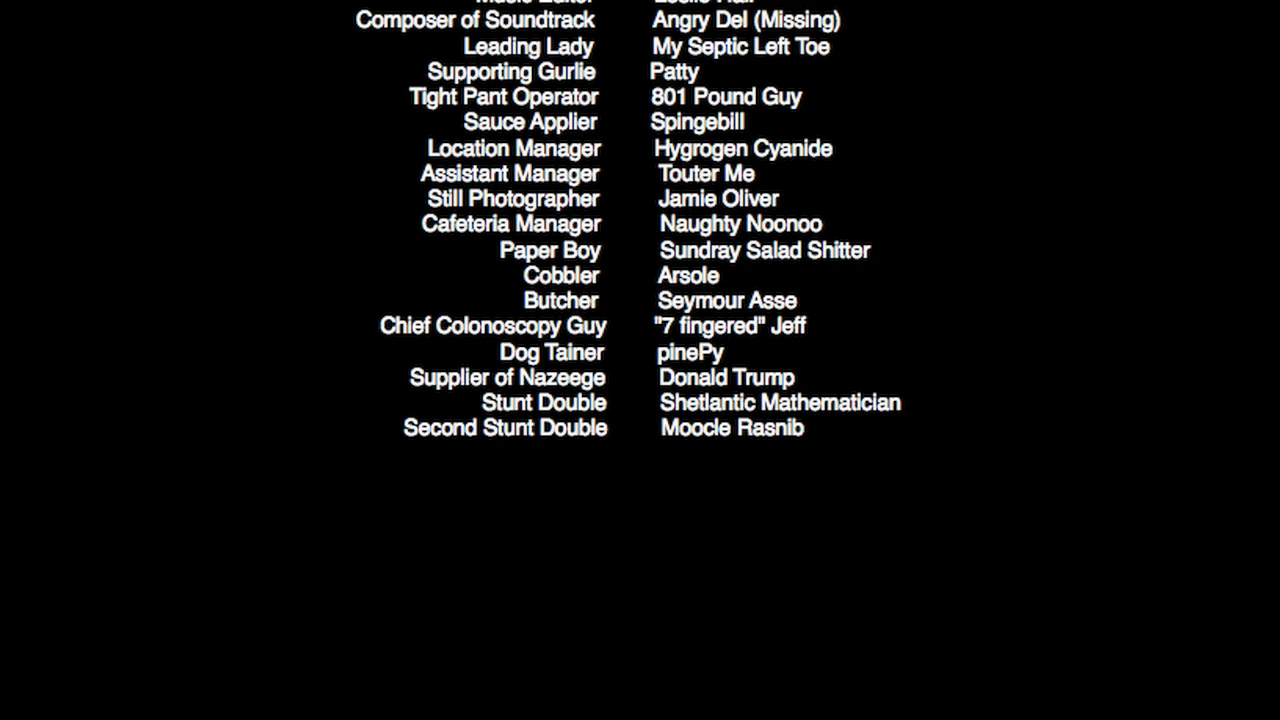 Composer of Soundtrack Angry Del (Missing)
Leading Lady My Septic Left Toe
Supporting Gurlie Patty
Tight Pant Operator 801 Pound Guy
Sauce Applier Spingebill
Location Manager Hygrogen Cyanide
Assistant Manager Touter Me
Still Photographer Jamie Oliver
Cafeteria Manager Naughty Noonoo
Paper Boy Sundray Salad Shitter
Cobbler Arsole
Butcher Seymour Asse
Chief Colonoscopy Guy "7 fingered" Jeff
Dog Tainer pinePy
Supplier of Nazeege Donald Trump
Stunt Double Shetlantic Mathematician
Second Stunt Double Moocle Rasnib